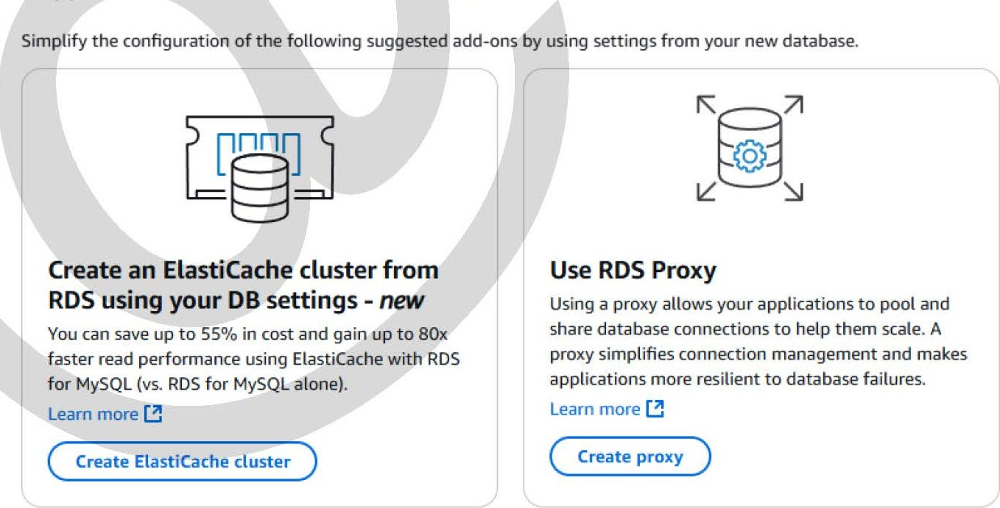 Simplify the configuration of the following suggested add-ons by using settings from your new database.
Create an ElastiCache cluster from
RDS using your DB settings - new
You can save up to 55% in cost and gain up to 80x
faster read performance using ElastiCache with RDS
for MySQL (vs. RDS for MySQL alone).
Learn more
Create ElastiCache cluster
Use RDS Proxy
Using a proxy allows your applications to pool and
share database connections to help them scale. A
proxy simplifies connection management and makes
applications more resilient to database failures.
Learn more
Create proxy